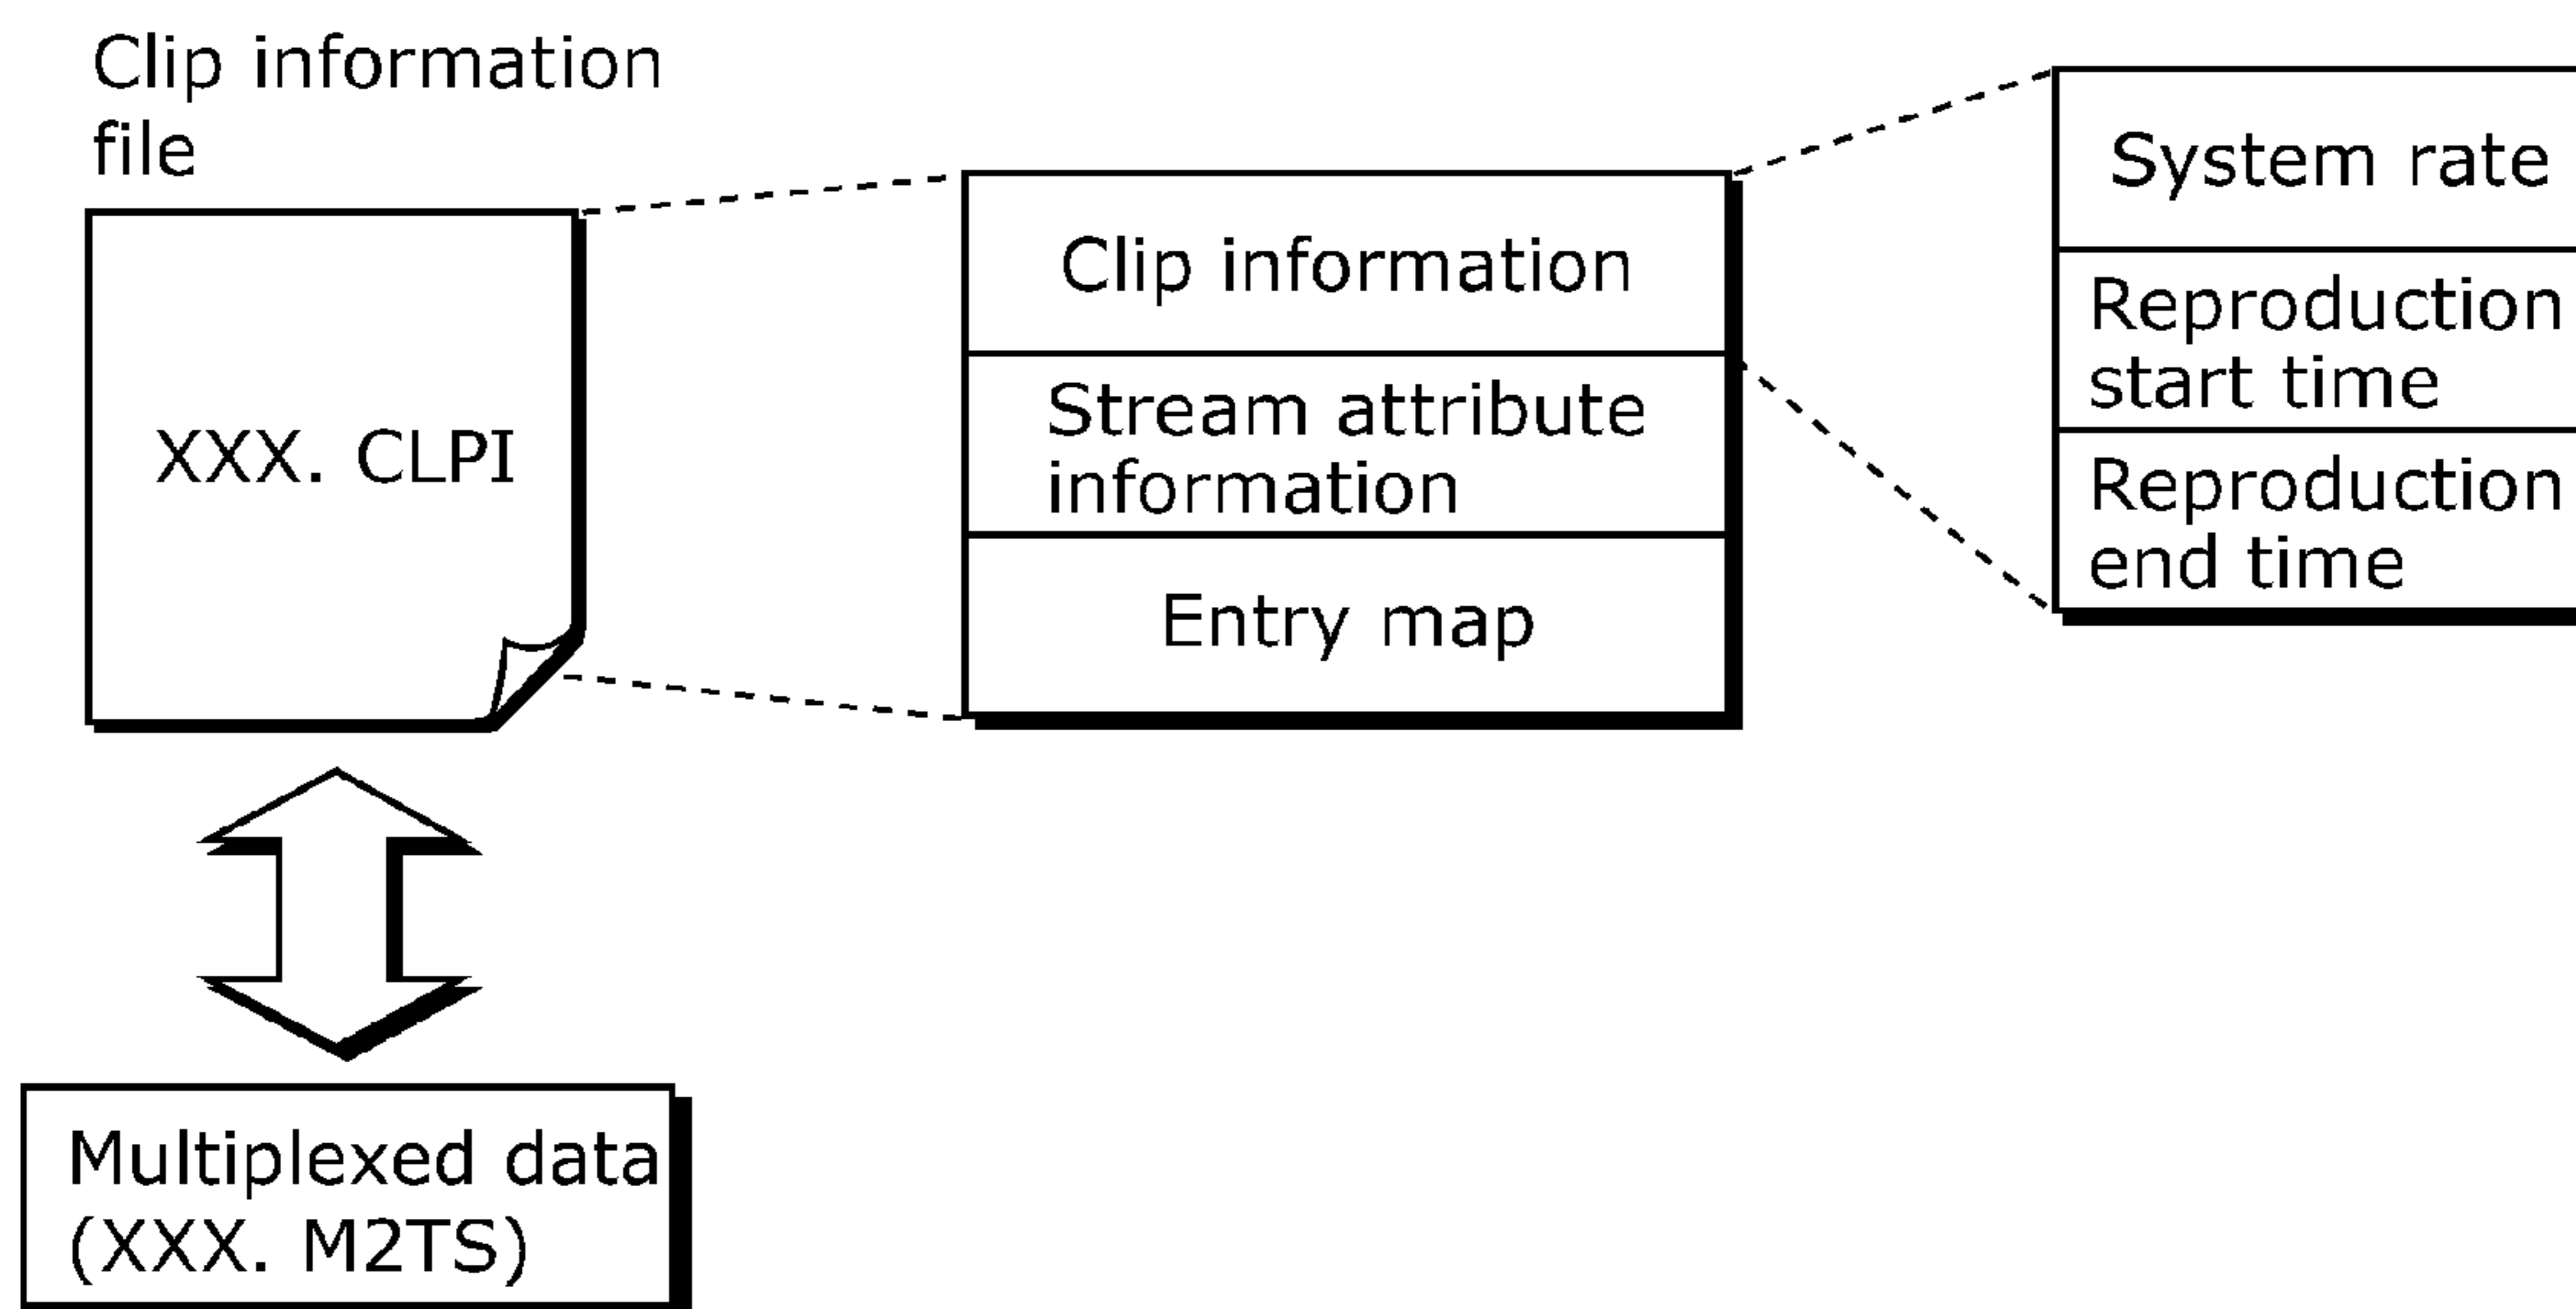 Clip information
file
XXX. CLPI
Clip information
Stream attribute
information
Entry map
System rate
Reproduction
start time
Reproduction
end time
Multiplexed data
(XXX. M2TS)